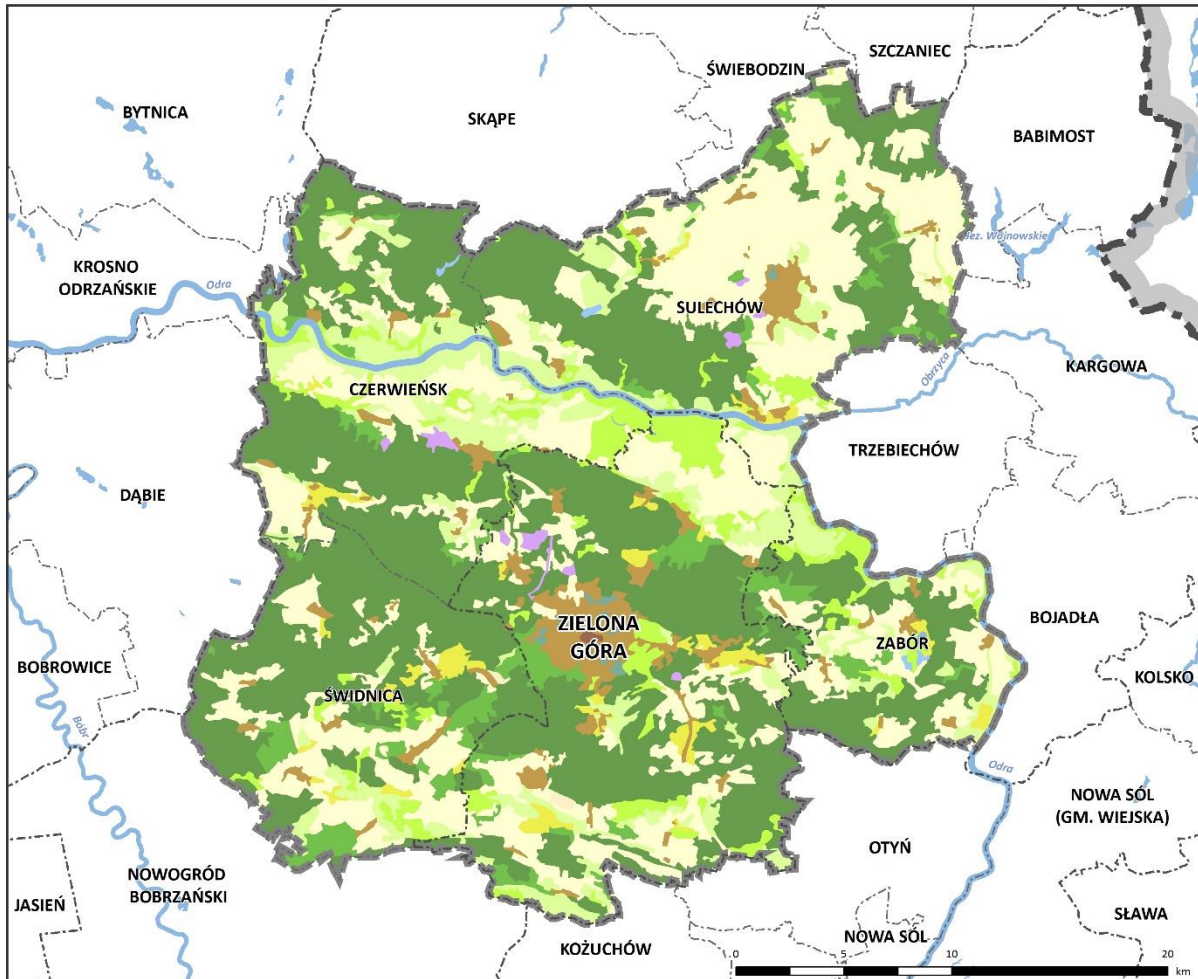 SZCZANIEC
ŚWIEBODZIN
BYTNICA
SKĄPE
BABIMOST
Jez. Wojnowskie
KROSNO
ODRZAŃSKIE
Odra
SULECHÓW
Obrzyca
KARGOWA
CZERWIEŃSK
TRZEBIECHÓW
DĄBIE
ZIELONA
GÓRA
ZABÓR
BOJADŁA
BOBROWICE
KOLSKO
ŚWIDNICA
Bóbr
Odra
NOWA SÓL
(GM. WIEJSKA)
OTYŃ
NOWOGRÓD
BOBRZAŃSKI
JASIEŃ
SŁAWA
NOWA SÓL
KOŻUCHÓW
0 5 10 20
km